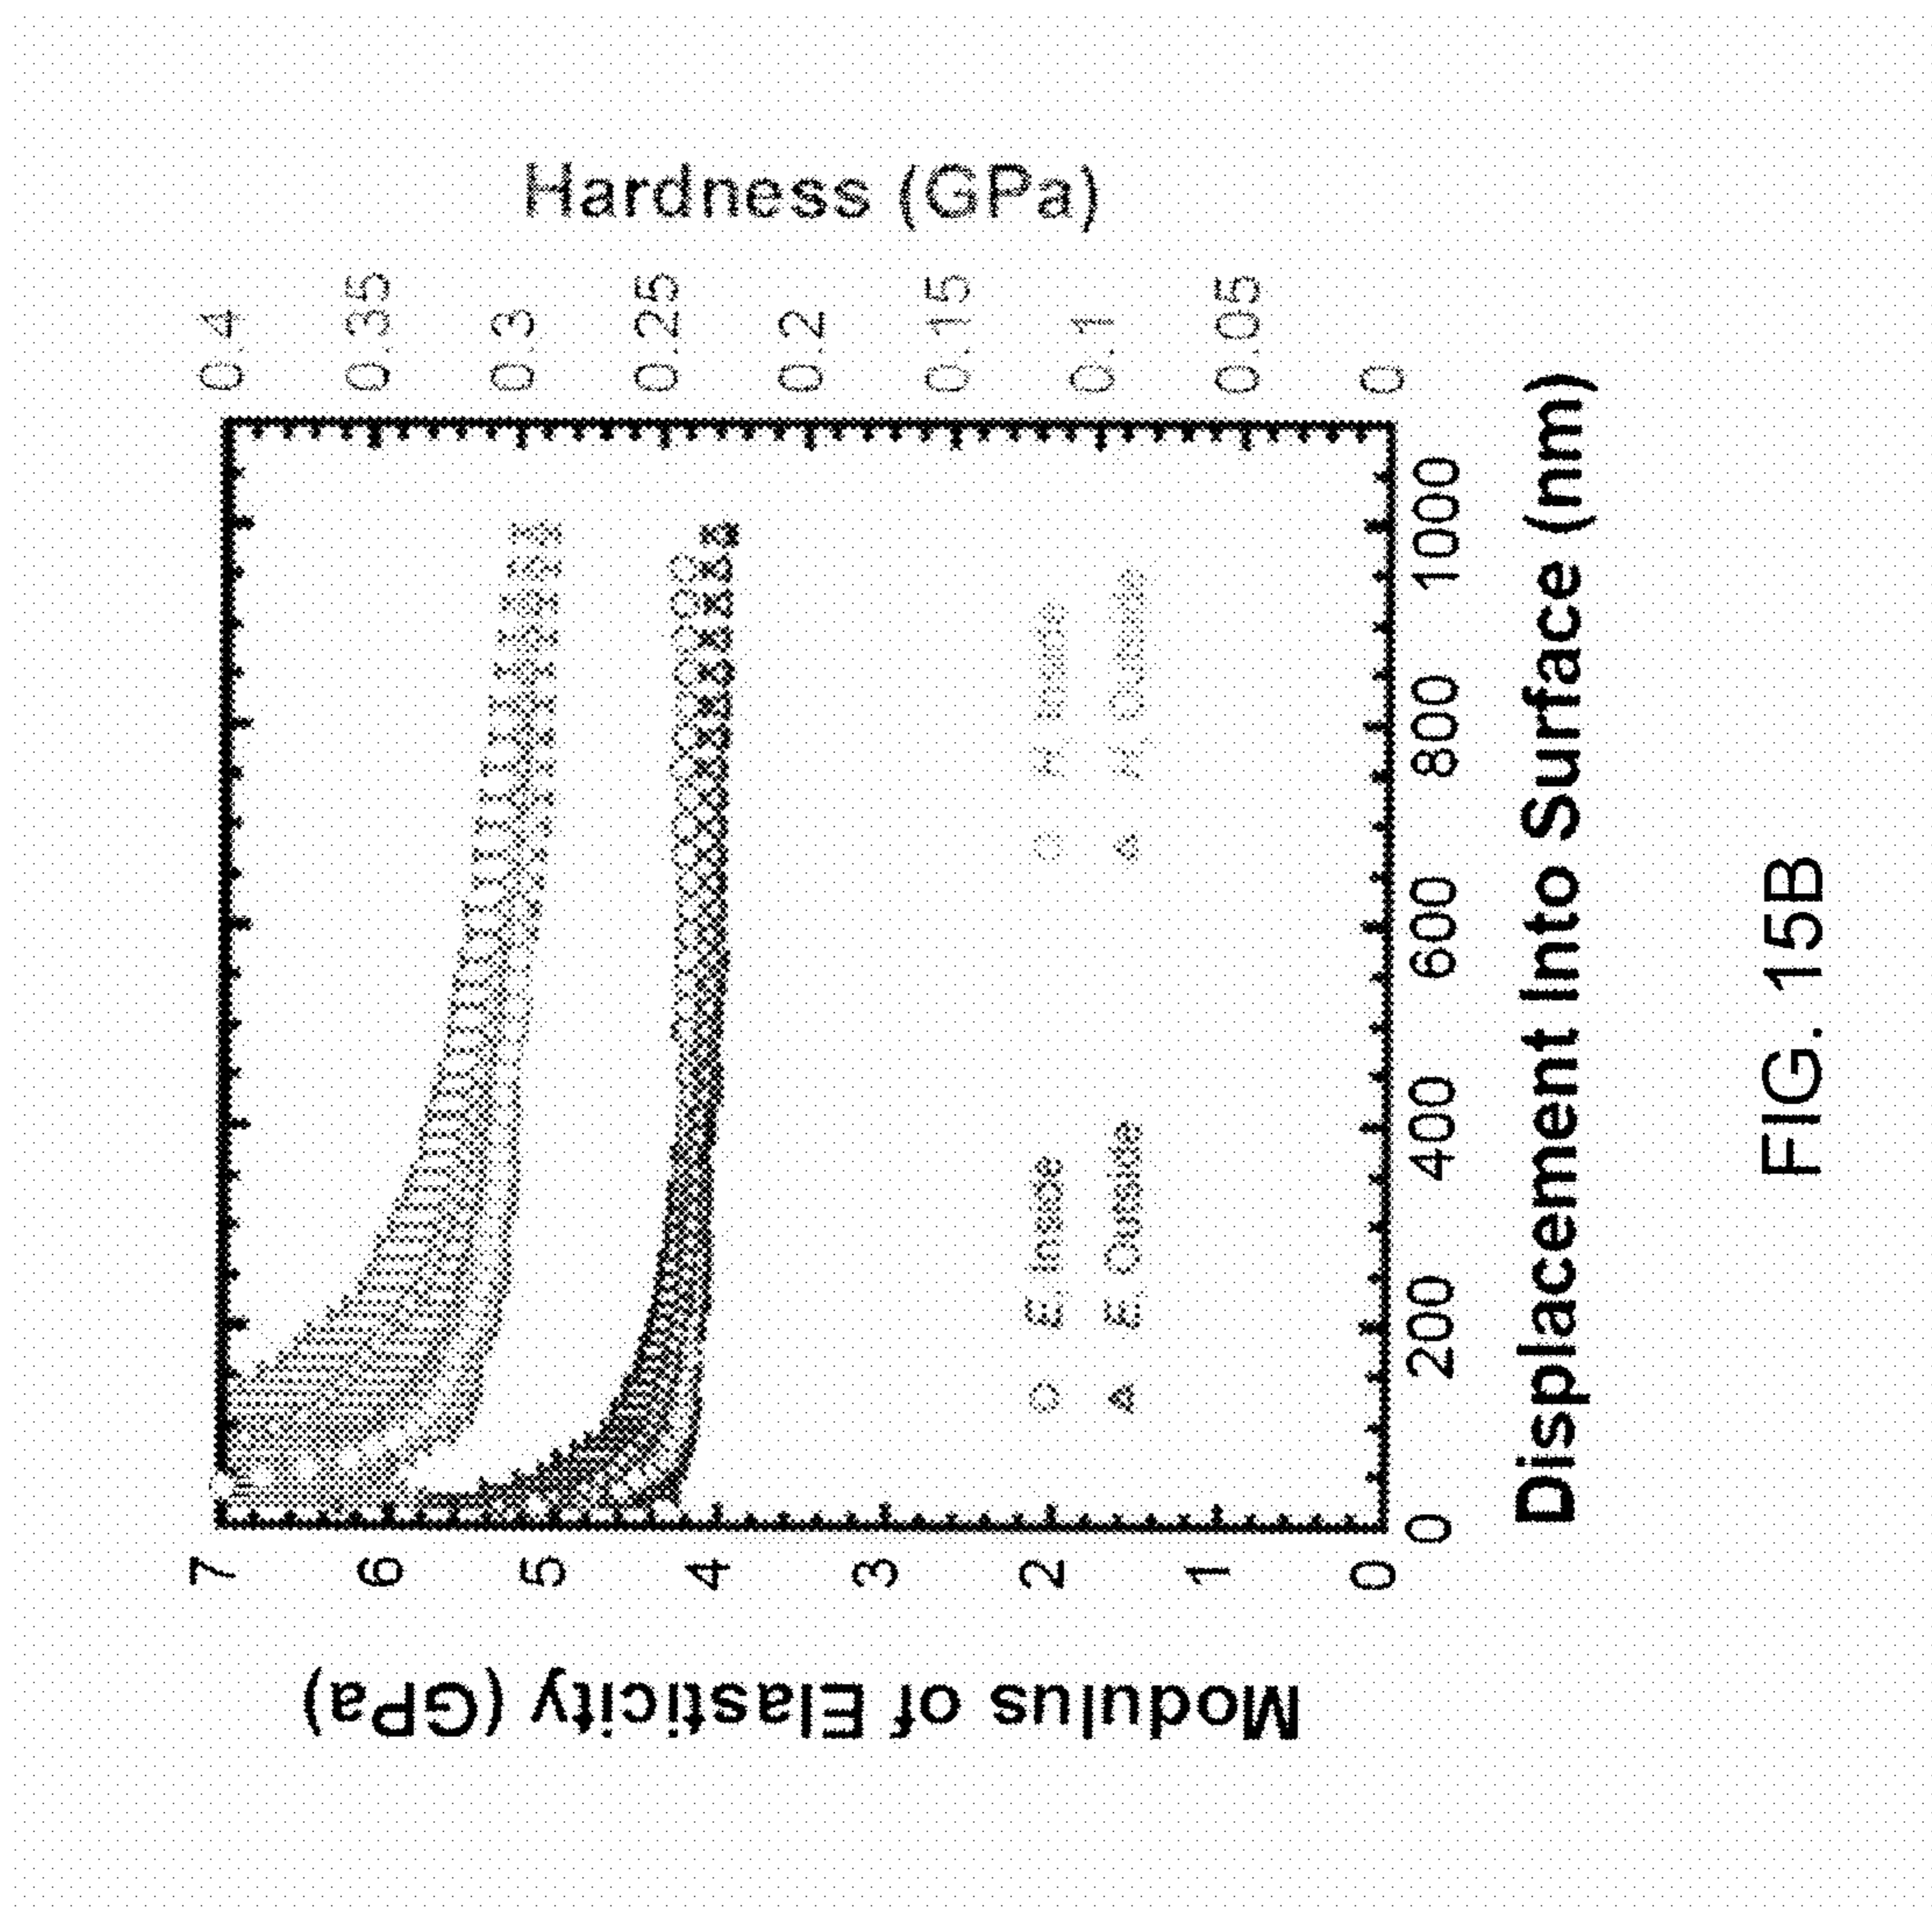 Hardness (GPa)
0.4
0.35
0.3
0.25
0.2
0.15
0.1
0.05
0
Modulus of Elasticity (GPa)
7
6
5
4
3
2
1
0
E. Inside
E. Outside
H. Inside
H. Outside
0 200 400 600 800 1000
Displacement Into Surface (nm)
FIG. 15B